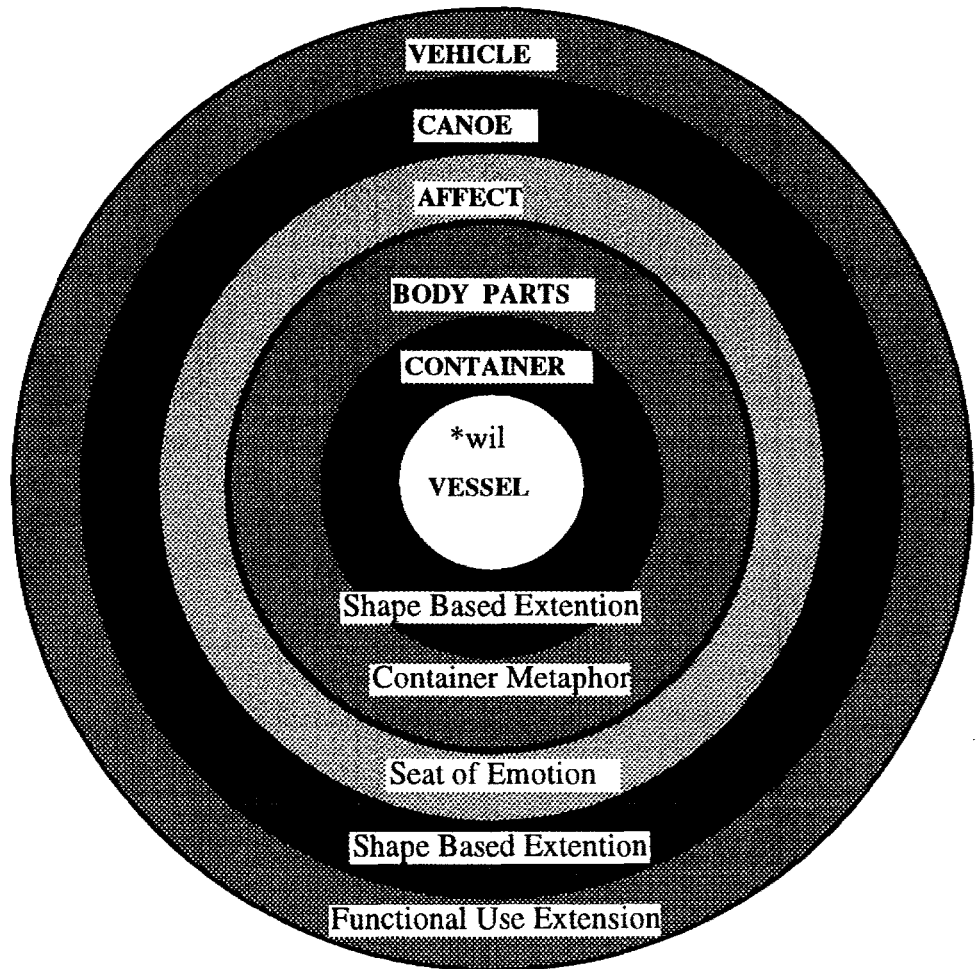 VEHICLE
CANOE
AFFECT
BODY PARTS
CONTAINER
*wil
VESSEL
Shape Based Extention
Container Metaphor
Seat of Emotion
Shape Based Extention
Functional Use Extension